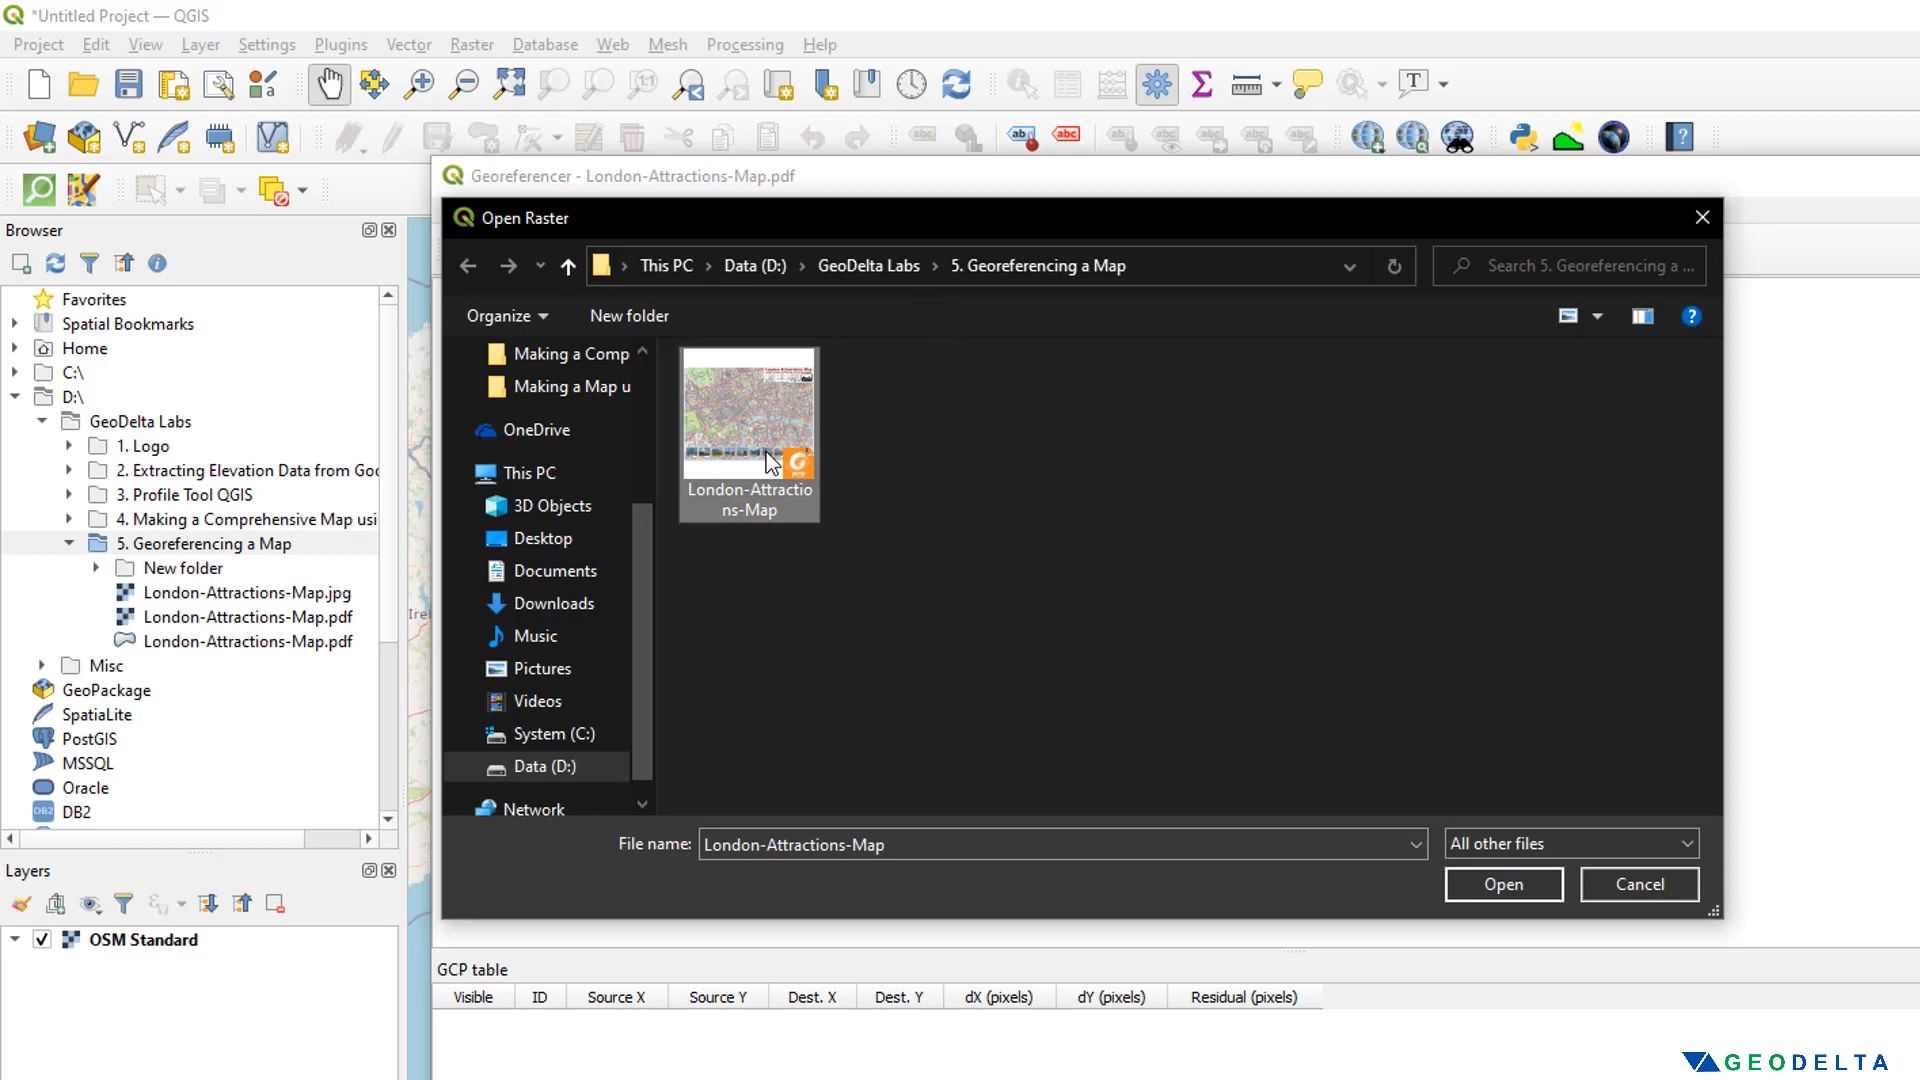 *Untitled Project — QGIS
Project Edit View Layer Settings Plugins Vector Raster Database Web Mesh Processing Help
1:1
T
abc abc abc
Georeferencer - London-Attractions-Map.pdf
Open Raster
Browser
This PC Data (D:) GeoDelta Labs 5. Georeferencing a Map
Search 5. Georeferencing a ...
Organize New folder
Favorites
Spatial Bookmarks
Home
C:\
D:\
GeoDelta Labs
1. Logo
2. Extracting Elevation Data from Goo
3. Profile Tool QGIS
4. Making a Comprehensive Map usi
5. Georeferencing a Map
New folder
London-Attractions-Map.jpg
London-Attractions-Map.pdf
London-Attractions-Map.pdf
Misc
GeoPackage
SpatiaLite
PostGIS
MSSQL
Oracle
DB2
Irel
Making a Comp
Making a Map u
OneDrive
This PC
3D Objects
Desktop
Documents
Downloads
Music
Pictures
Videos
System (C:)
Data (D:)
Network
London-Attractio
ns-Map
File name: London-Attractions-Map
All other files
Open Cancel
Layers
OSM Standard
GCP table
Visible ID Source X Source Y Dest. X Dest. Y dX (pixels) dY (pixels) Residual (pixels)
GEODELTA